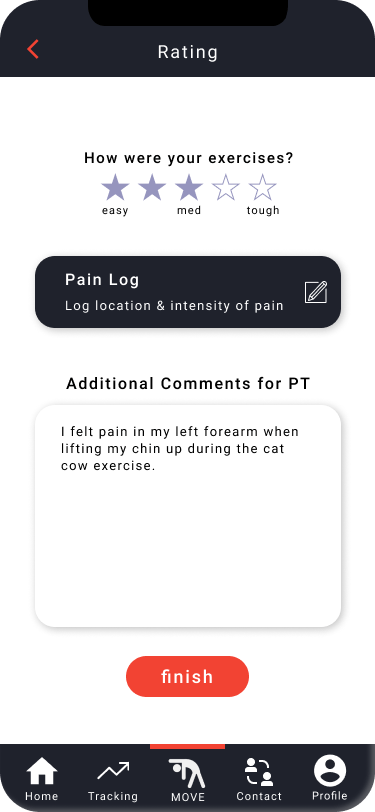 Rating
How were your exercises?
easy med tough
Pain Log
Log location & intensity of pain
Additional Comments for PT
I felt pain in my left forearm when
lifting my chin up during the cat
cow exercise.
finish
Home Tracking MOVE Contact Profile